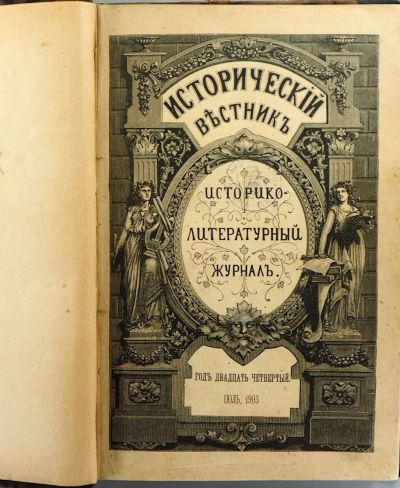 ИСТОРИЧЕСКІЙ
ВѢСТНИКЪ
ИСТОРИКО-
ЛИТЕРАТУРНЫЙ
ЖУРНАЛЪ.
ГОДЪ ДВАДЦАТЬ ЧЕТВЕРТЫЙ.
ІЮЛЬ, 1903